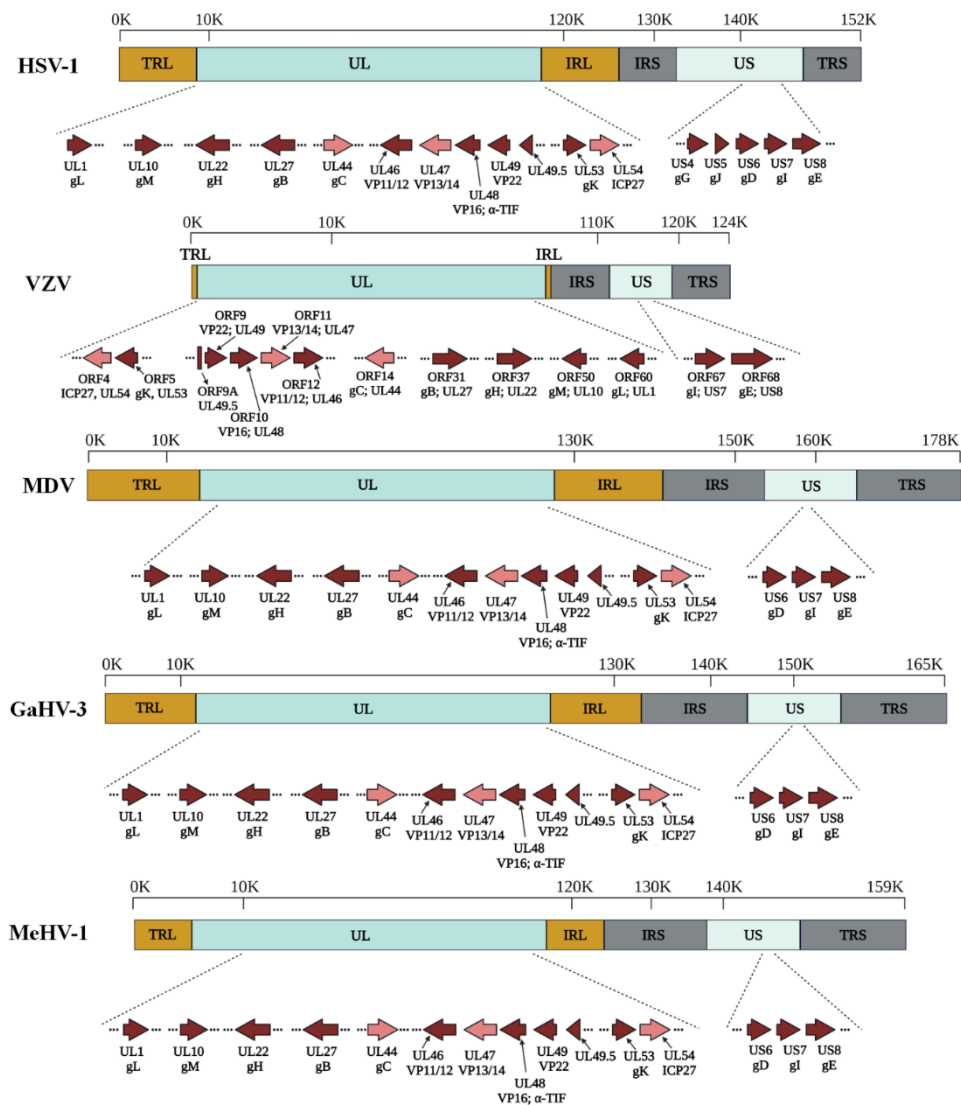 0K 10K 120K 130K 140K 152K
HSV-1 TRL UL IRL IRS US TRS
UL1 gL
UL10 gM
UL22 gH
UL27 gB
UL44 gC
UL46 VP11/12
UL47 VP13/14
UL48 VP16; α-TIF
UL49 VP22
UL49.5
UL53 gK
UL54 ICP27
US4 gG
US5 gJ
US6 gD
US7 gI
US8 gE
0K 10K 110K 120K 124K
TRL IRL
VZV UL IRS US TRS
ORF4 ICP27, UL54
ORF5 gK, UL53
ORF9A UL49.5
ORF9 VP22; UL49
ORF10 VP16; UL48
ORF11 VP13/14; UL47
ORF12 VP11/12; UL46
ORF14 gC; UL44
ORF31 gB; UL27
ORF37 gH; UL22
ORF50 gM; UL10
ORF60 gL; UL1
ORF67 gI; US7
ORF68 gE; US8
0K 10K 130K 150K 160K 178K
MDV TRL UL IRL IRS US TRS
UL1 gL
UL10 gM
UL22 gH
UL27 gB
UL44 gC
UL46 VP11/12
UL47 VP13/14
UL48 VP16; α-TIF
UL49 VP22
UL49.5
UL53 gK
UL54 ICP27
US6 gD
US7 gI
US8 gE
0K 10K 130K 140K 150K 165K
GaHV-3 TRL UL IRL IRS US TRS
UL1 gL
UL10 gM
UL22 gH
UL27 gB
UL44 gC
UL46 VP11/12
UL47 VP13/14
UL48 VP16; α-TIF
UL49 VP22
UL49.5
UL53 gK
UL54 ICP27
US6 gD
US7 gI
US8 gE
0K 10K 120K 130K 140K 159K
MeHV-1 TRL UL IRL IRS US TRS
UL1 gL
UL10 gM
UL22 gH
UL27 gB
UL44 gC
UL46 VP11/12
UL47 VP13/14
UL48 VP16; α-TIF
UL49 VP22
UL49.5
UL53 gK
UL54 ICP27
US6 gD
US7 gI
US8 gE